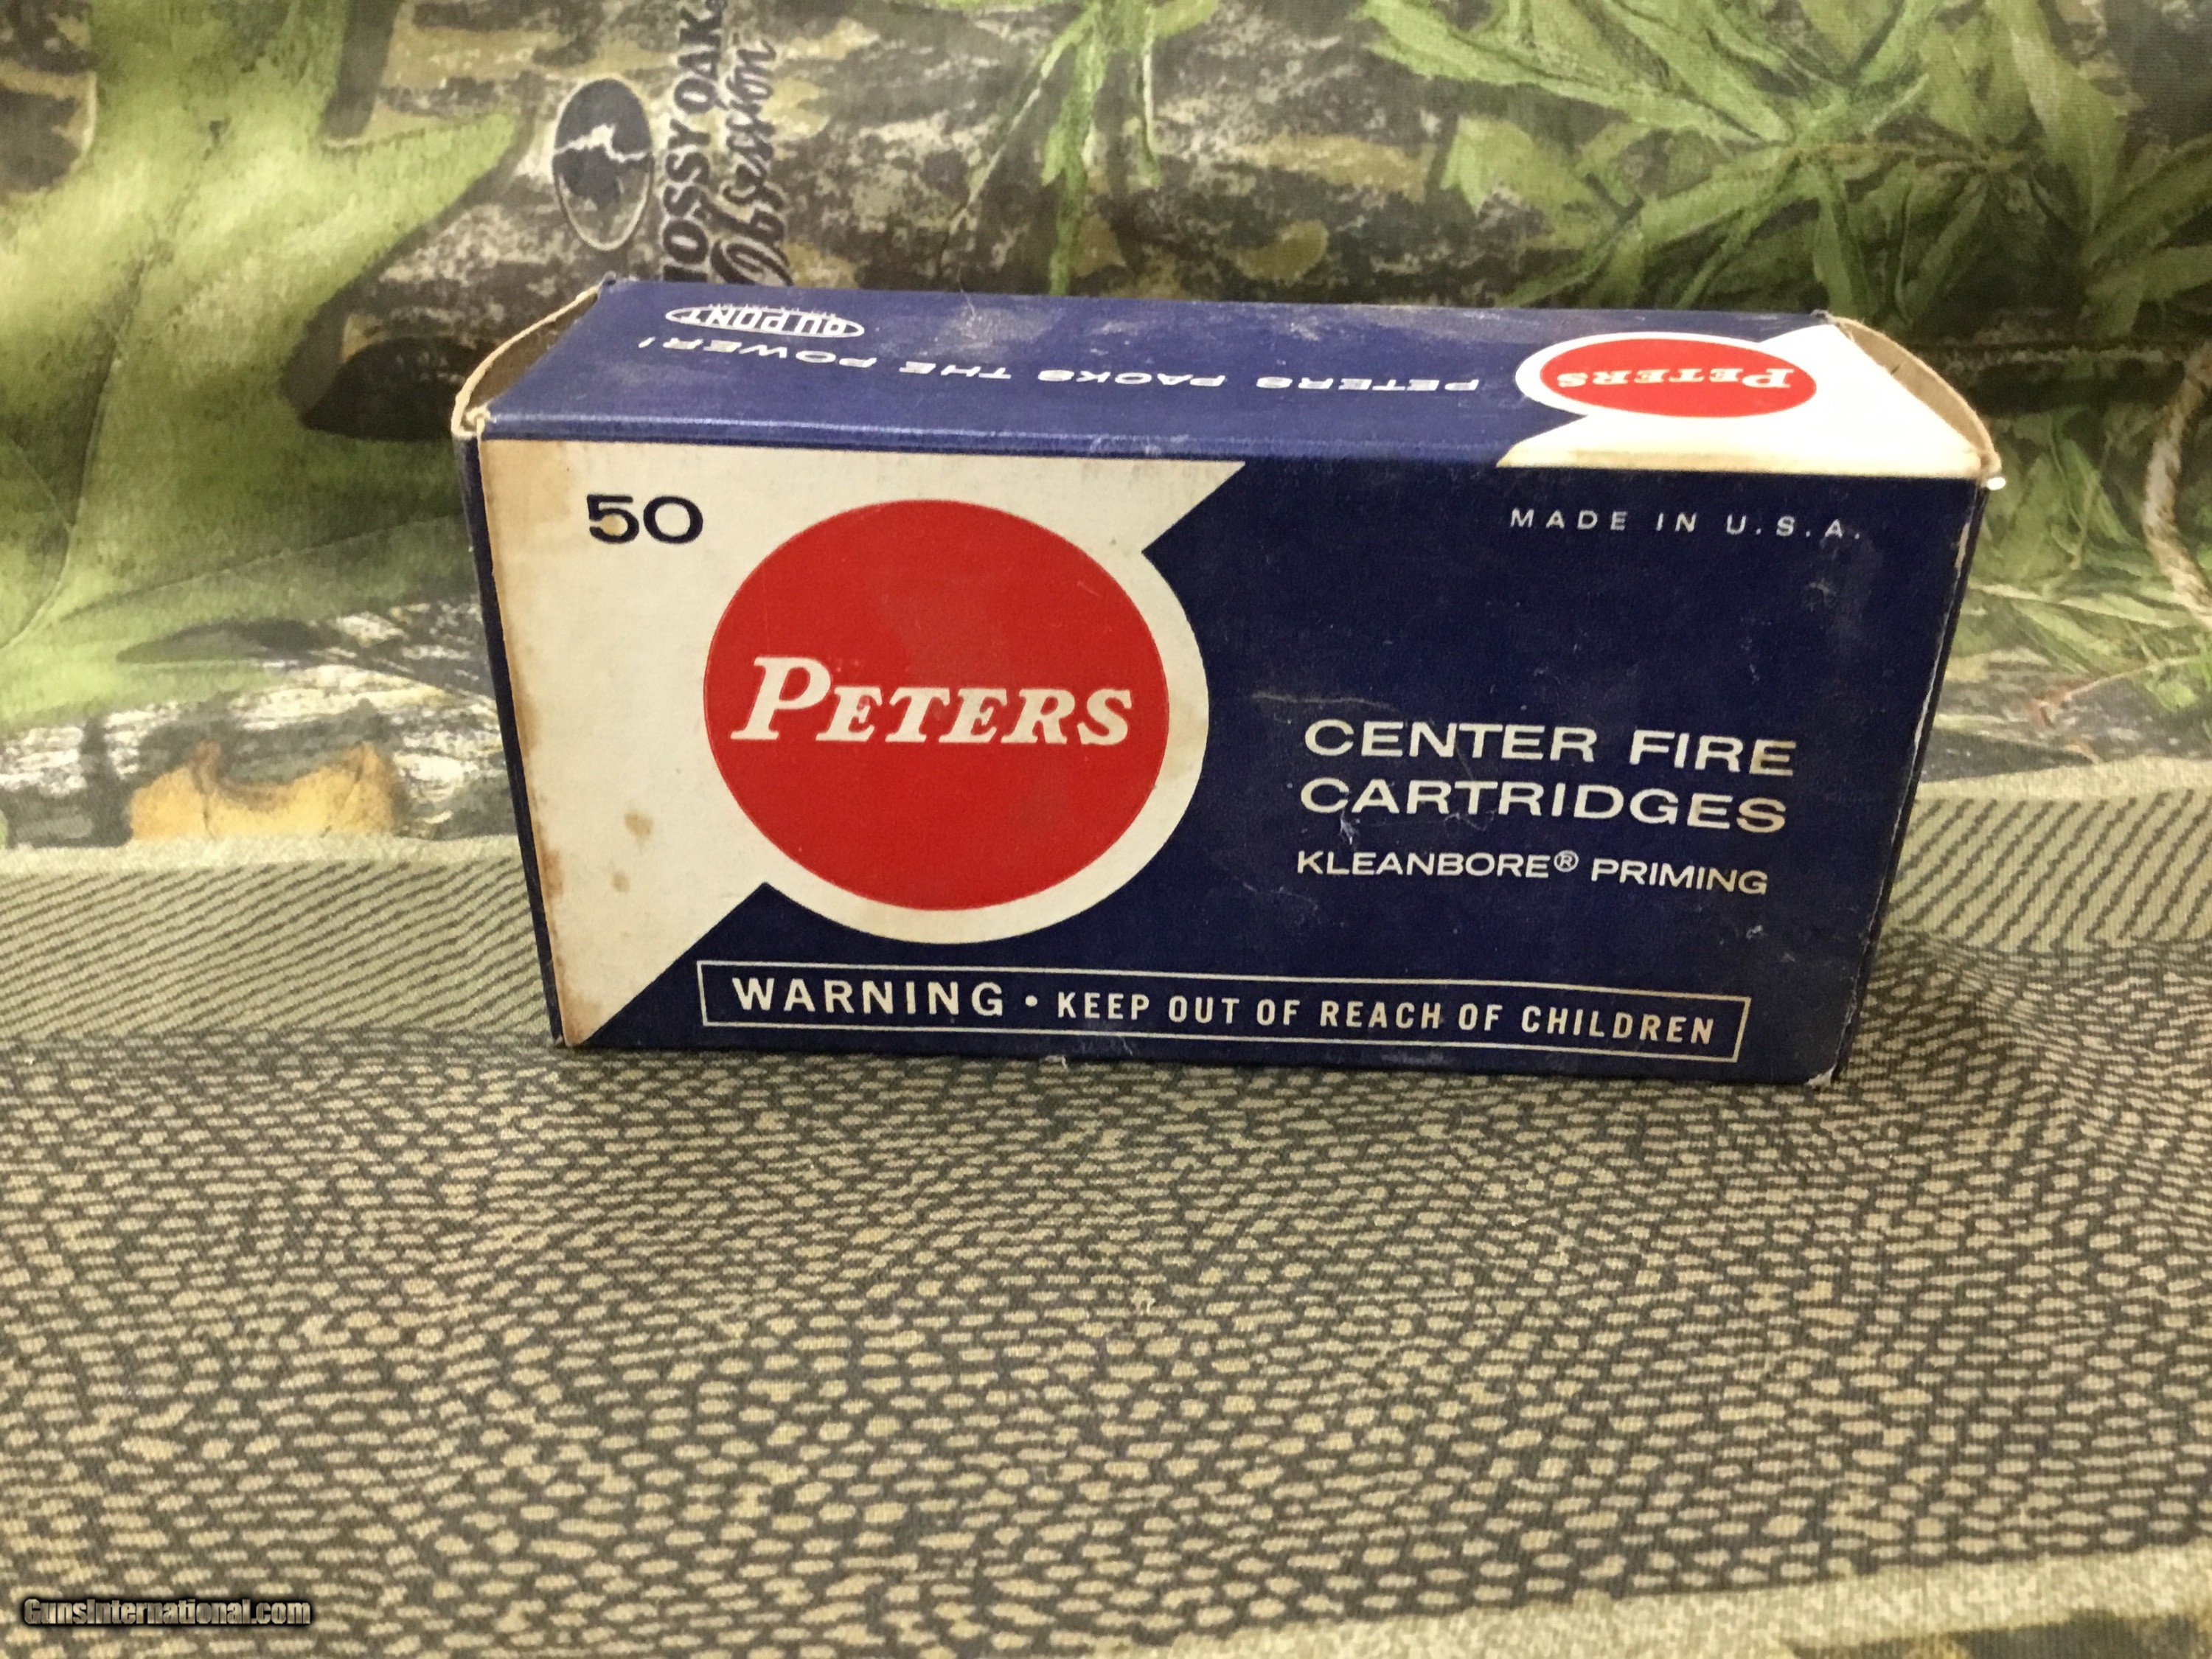 MOSSY OAK
Obsession
DU PONT
PETERS PACKS THE POWER!
PETERS
50
MADE IN U.S.A.
PETERS
CENTER FIRE
CARTRIDGES
KLEANBORE® PRIMING
WARNING • KEEP OUT OF REACH OF CHILDREN
GunsInternational.com